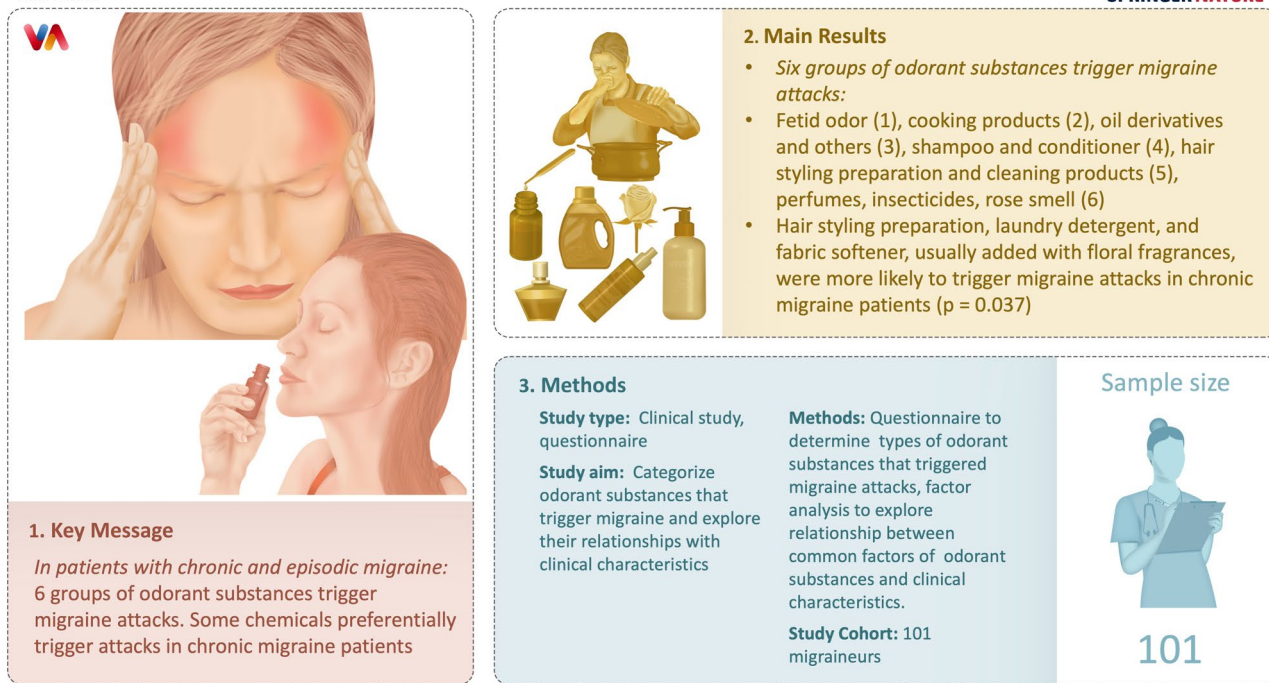 VA
1. Key Message
In patients with chronic and episodic migraine:
6 groups of odorant substances trigger
migraine attacks. Some chemicals preferentially
trigger attacks in chronic migraine patients
2. Main Results
• Six groups of odorant substances trigger migraine
attacks:
• Fetid odor (1), cooking products (2), oil derivatives
and others (3), shampoo and conditioner (4), hair
styling preparation and cleaning products (5),
perfumes, insecticides, rose smell (6)
• Hair styling preparation, laundry detergent, and
fabric softener, usually added with floral fragrances,
were more likely to trigger migraine attacks in chronic
migraine patients (p = 0.037)
3. Methods
Study type: Clinical study,
questionnaire
Study aim: Categorize
odorant substances that
trigger migraine and explore
their relationships with
clinical characteristics
Methods: Questionnaire to
determine types of odorant
substances that triggered
migraine attacks, factor
analysis to explore
relationship between
common factors of odorant
substances and clinical
characteristics.
Study Cohort: 101
migraineurs
Sample size
101